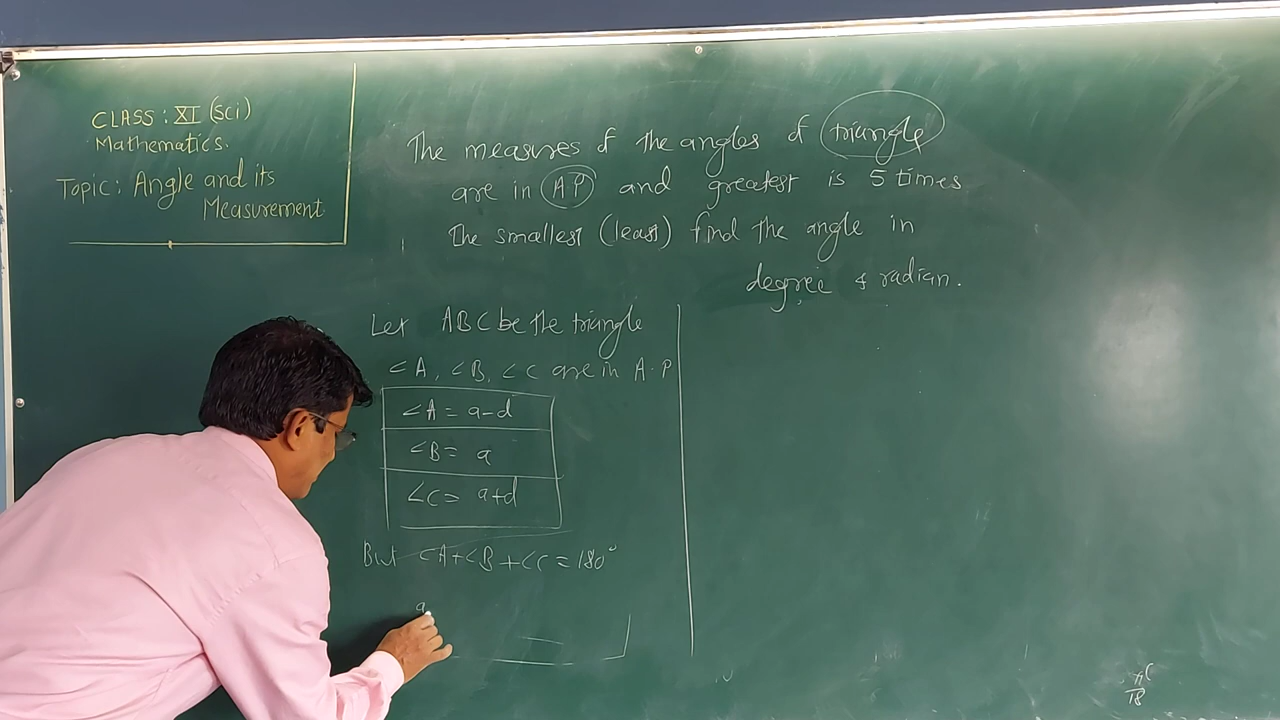 CLASS : XI (Sci)
Mathematics.
Topic: Angle and its
Measurement
The measures of the angles of triangle
are in AP and greatest is 5 times
the smallest (least) find the angle in
degree & radian.
Let ABC be the triangle
∠A, ∠B, ∠C are in A.P
∠A = a-d
∠B = a
∠C = a+d
But ∠A+∠B+∠C = 180°
a
π
18